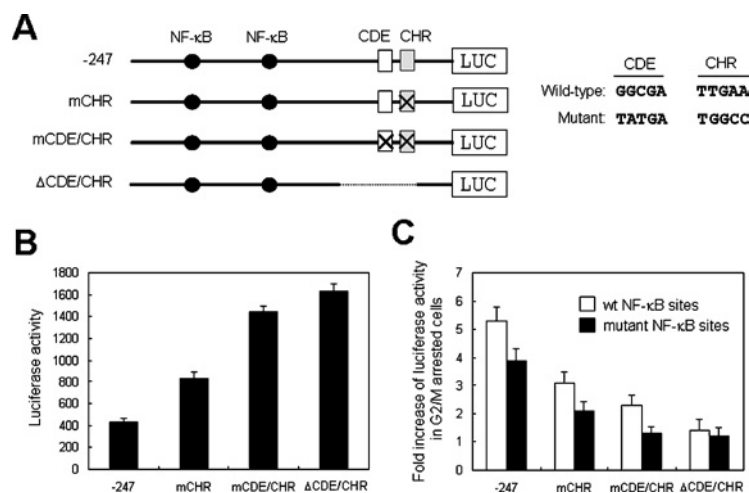 A
NF-κB NF-κB CDE CHR
-247 LUC
mCHR LUC
mCDE/CHR LUC
ΔCDE/CHR LUC
CDE CHR
Wild-type: GGCGA TTGAA
Mutant: TATGA TGGCC
B
Luciferase activity
1800
1600
1400
1200
1000
800
600
400
200
0
-247 mCHR mCDE/CHR ΔCDE/CHR
C
Fold increase of luciferase activity
in G2/M arrested cells
7
6
5
4
3
2
1
0
wt NF-κB sites
mutant NF-κB sites
-247 mCHR mCDE/CHR ΔCDE/CHR